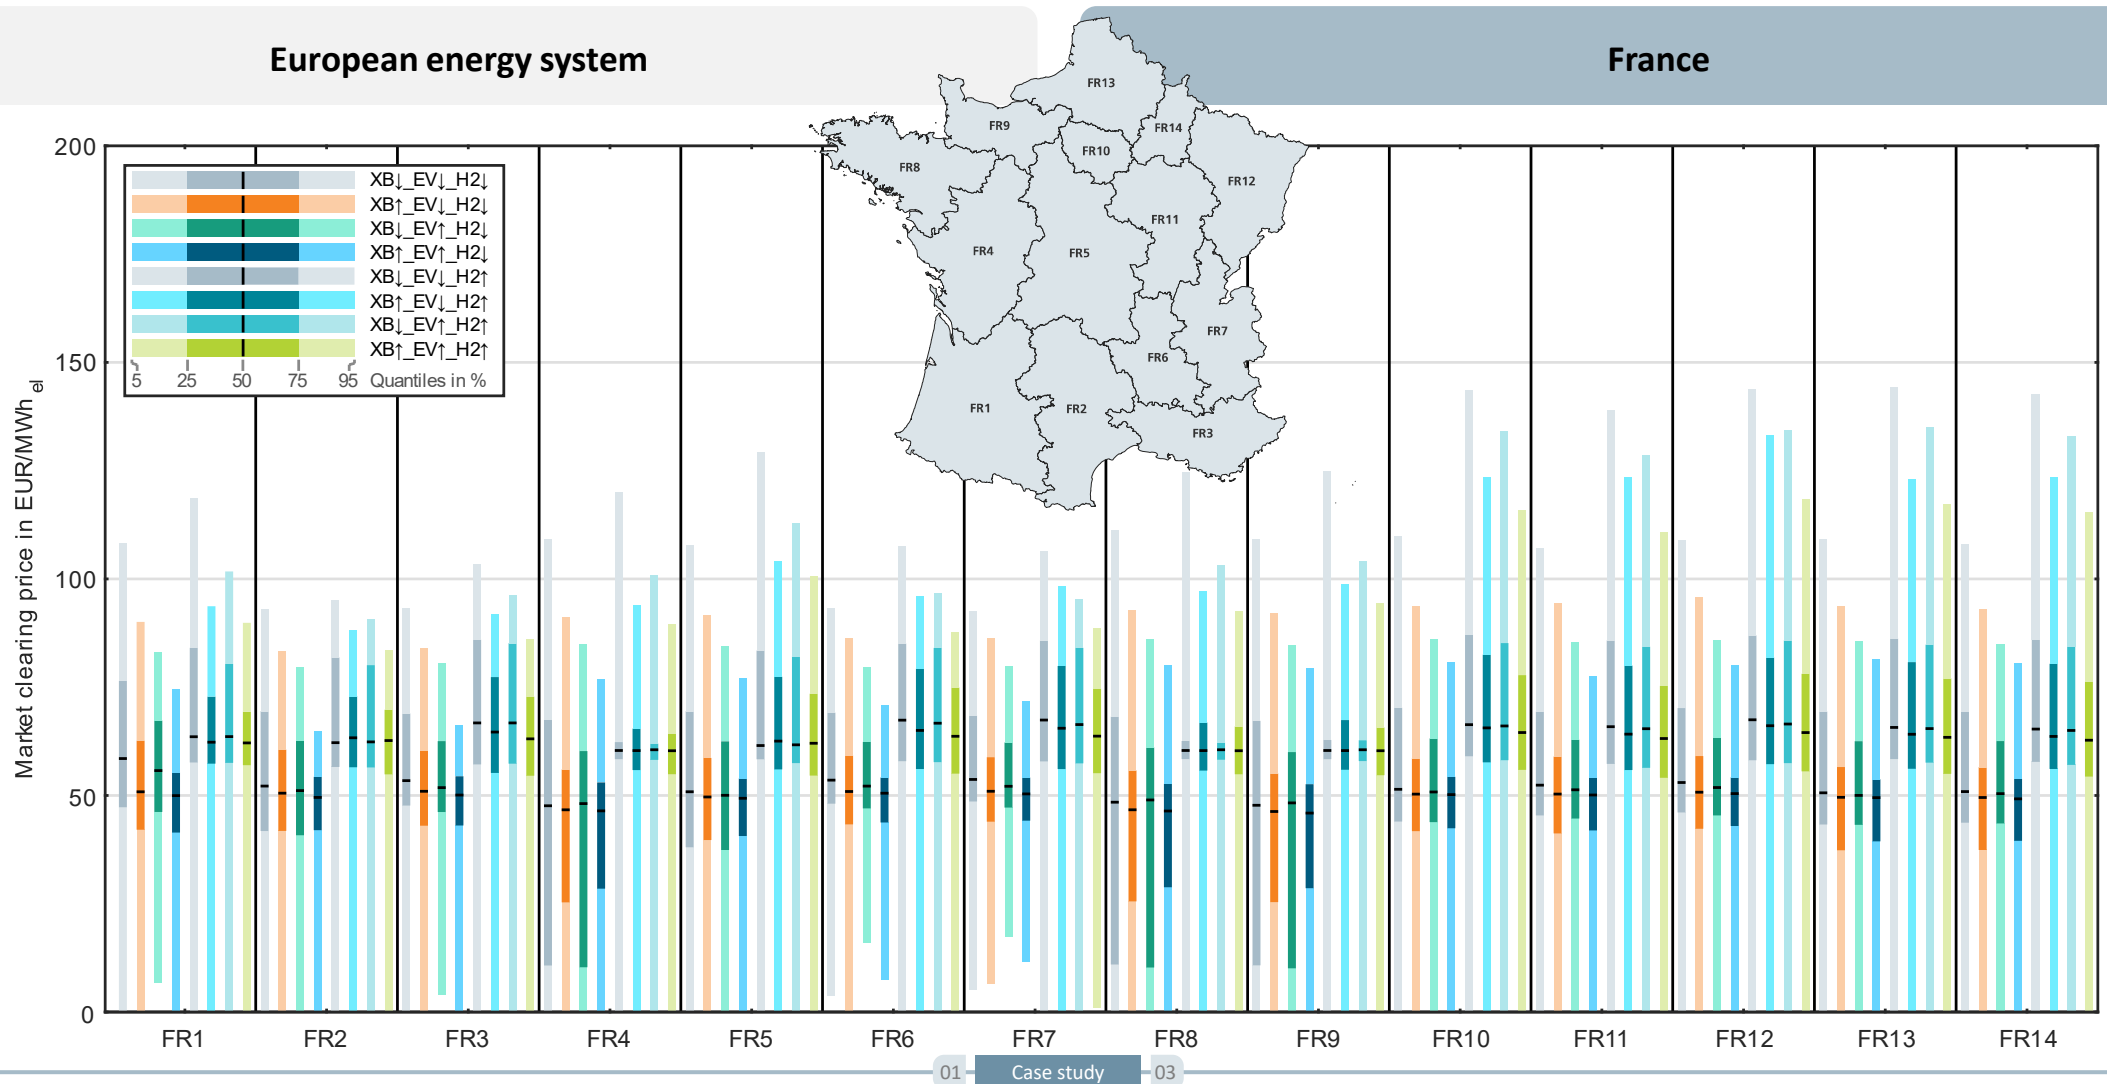 European energy system
France
FR13
FR9
FR14
FR10
FR8
FR12
FR11
FR4
FR5
FR7
FR6
FR1
FR2
FR3
200
150
100
50
0
Market clearing price in EUR/MWh el
XB↓_EV↓_H2↓
XB↑_EV↓_H2↓
XB↓_EV↑_H2↓
XB↑_EV↑_H2↓
XB↓_EV↓_H2↑
XB↑_EV↓_H2↑
XB↓_EV↑_H2↑
XB↑_EV↑_H2↑
5 25 50 75 95 Quantiles in %
FR1 FR2 FR3 FR4 FR5 FR6 FR7 FR8 FR9 FR10 FR11 FR12 FR13 FR14
01 Case study 03